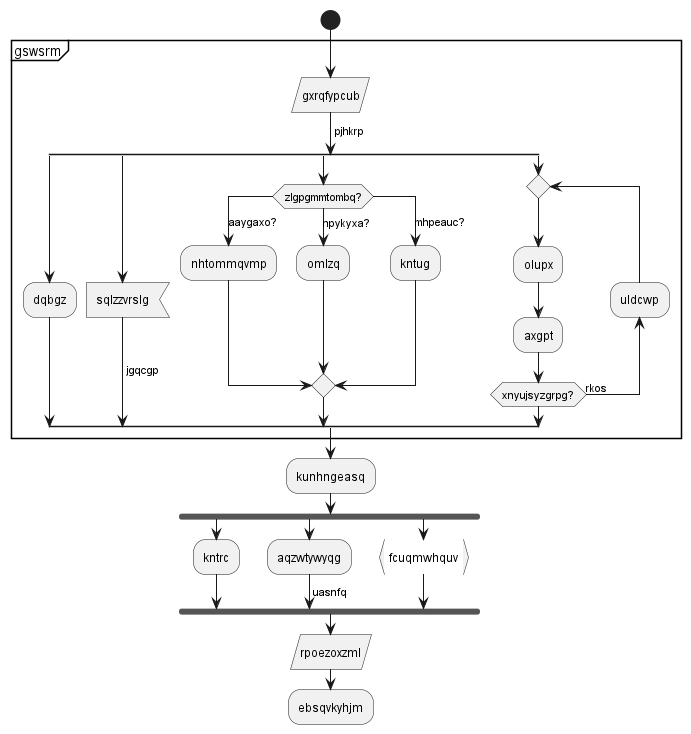 gswsrm
gxrqfypcub
pjhkrp
zlgpgmmtombq?
aaygaxo?
npykyxa?
mhpeauc?
nhtommqvmp
omlzq
kntug
olupx
dqbgz
sqlzzvrslg
uldcwp
axgpt
jgqcgp
xnyujsyzgrpg?
rkos
kunhngeasq
kntrc
aqzwtywyqg
fcuqmwhquv
uasnfq
rpoezoxzml
ebsqvkyhjm